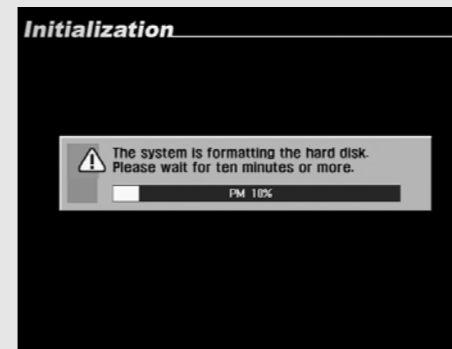 Initialization
The system is formatting the hard disk.
Please wait for ten minutes or more.
PM 10%